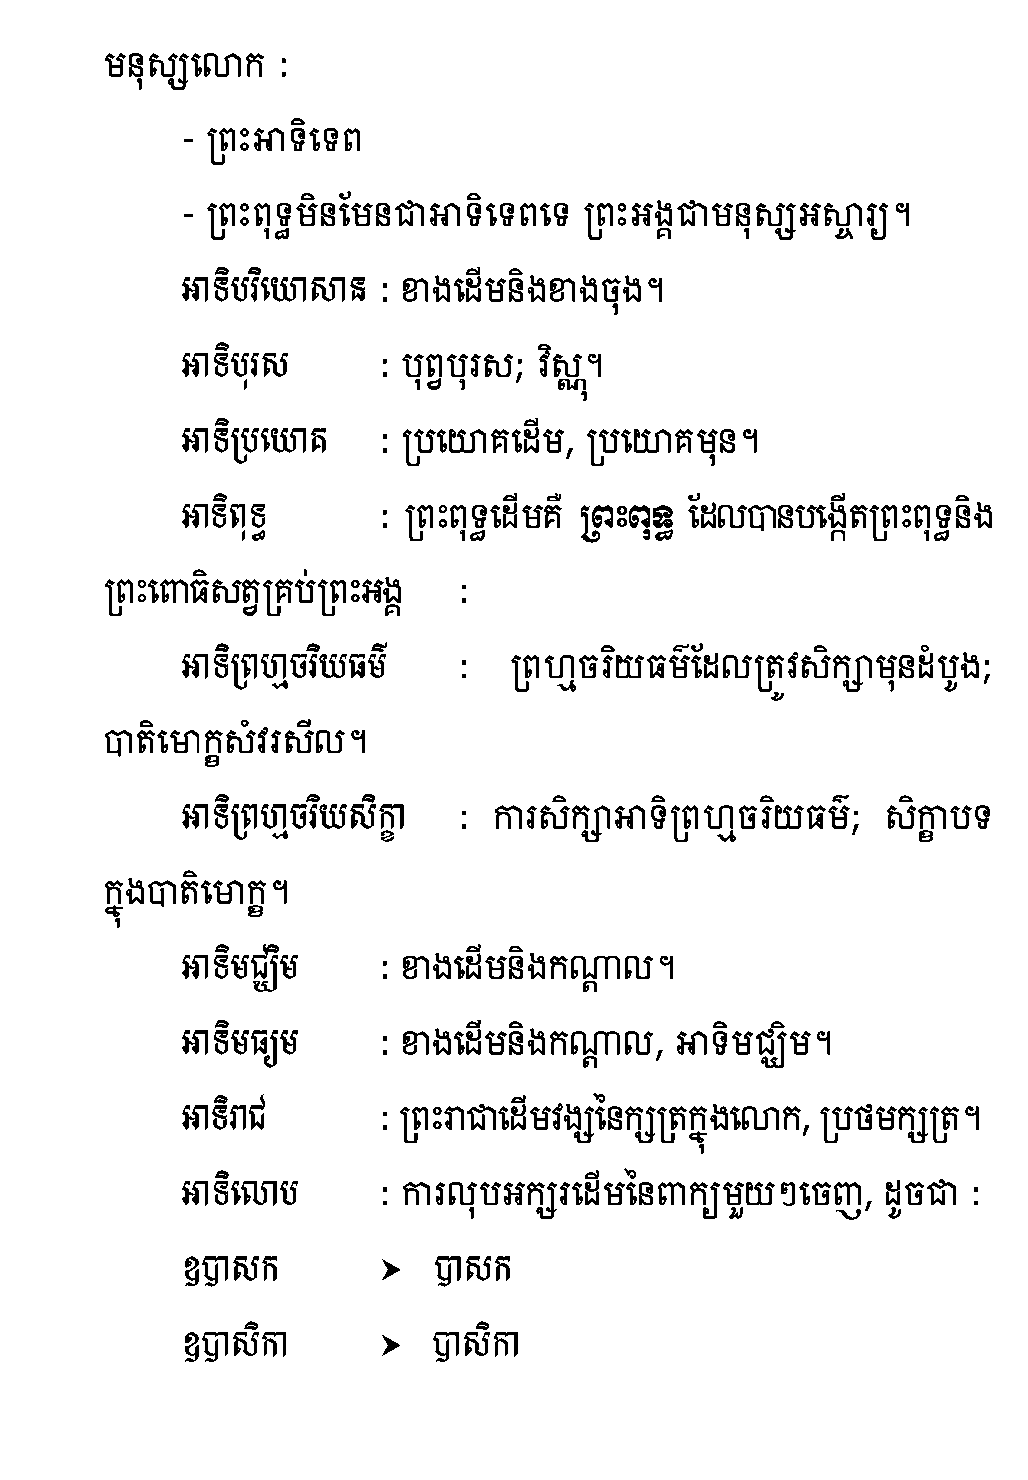 មនុស្សលោក :
- ព្រះអាទិទេព
- ព្រះពុទ្ធមិនមែនជាអាទិទេពទេ ព្រះអង្គជាមនុស្សអស្ចារ្យ។
អាទិបរិយោសាន : ខាងដើមនិងខាងចុង។
អាទិបុរស : បុព្វបុរស; វិស្ណុ។
អាទិប្រយោគ : ប្រយោគដើម, ប្រយោគមុន។
អាទិពុទ្ធ : ព្រះពុទ្ធដើមគឺ ព្រះពុទ្ធ ដែលបានបង្កើតព្រះពុទ្ធនិង
ព្រះពោធិសត្វគ្រប់ព្រះអង្គ :
អាទិព្រហ្មចរិយធម៌ : ព្រហ្មចរិយធម៌ដែលត្រូវសិក្សាមុនដំបូង;
បាតិមោក្ខសំវរសីល។
អាទិព្រហ្មចរិយសិក្ខា : ការសិក្សាអាទិព្រហ្មចរិយធម៌; សិក្ខាបទ
ក្នុងបាតិមោក្ខ។
អាទិមជ្ឈិម : ខាងដើមនិងកណ្តាល។
អាទិមធ្យម : ខាងដើមនិងកណ្តាល, អាទិមជ្ឈិម។
អាទិរាជ : ព្រះរាជាដើមវង្សនៃក្សត្រក្នុងលោក, ប្រថមក្សត្រ។
អាទិលោប : ការលុបអក្សរដើមនៃពាក្យមួយៗចេញ, ដូចជា :
ឧបាសក ➤ បាសក
ឧបាសិកា ➤ បាសិកា